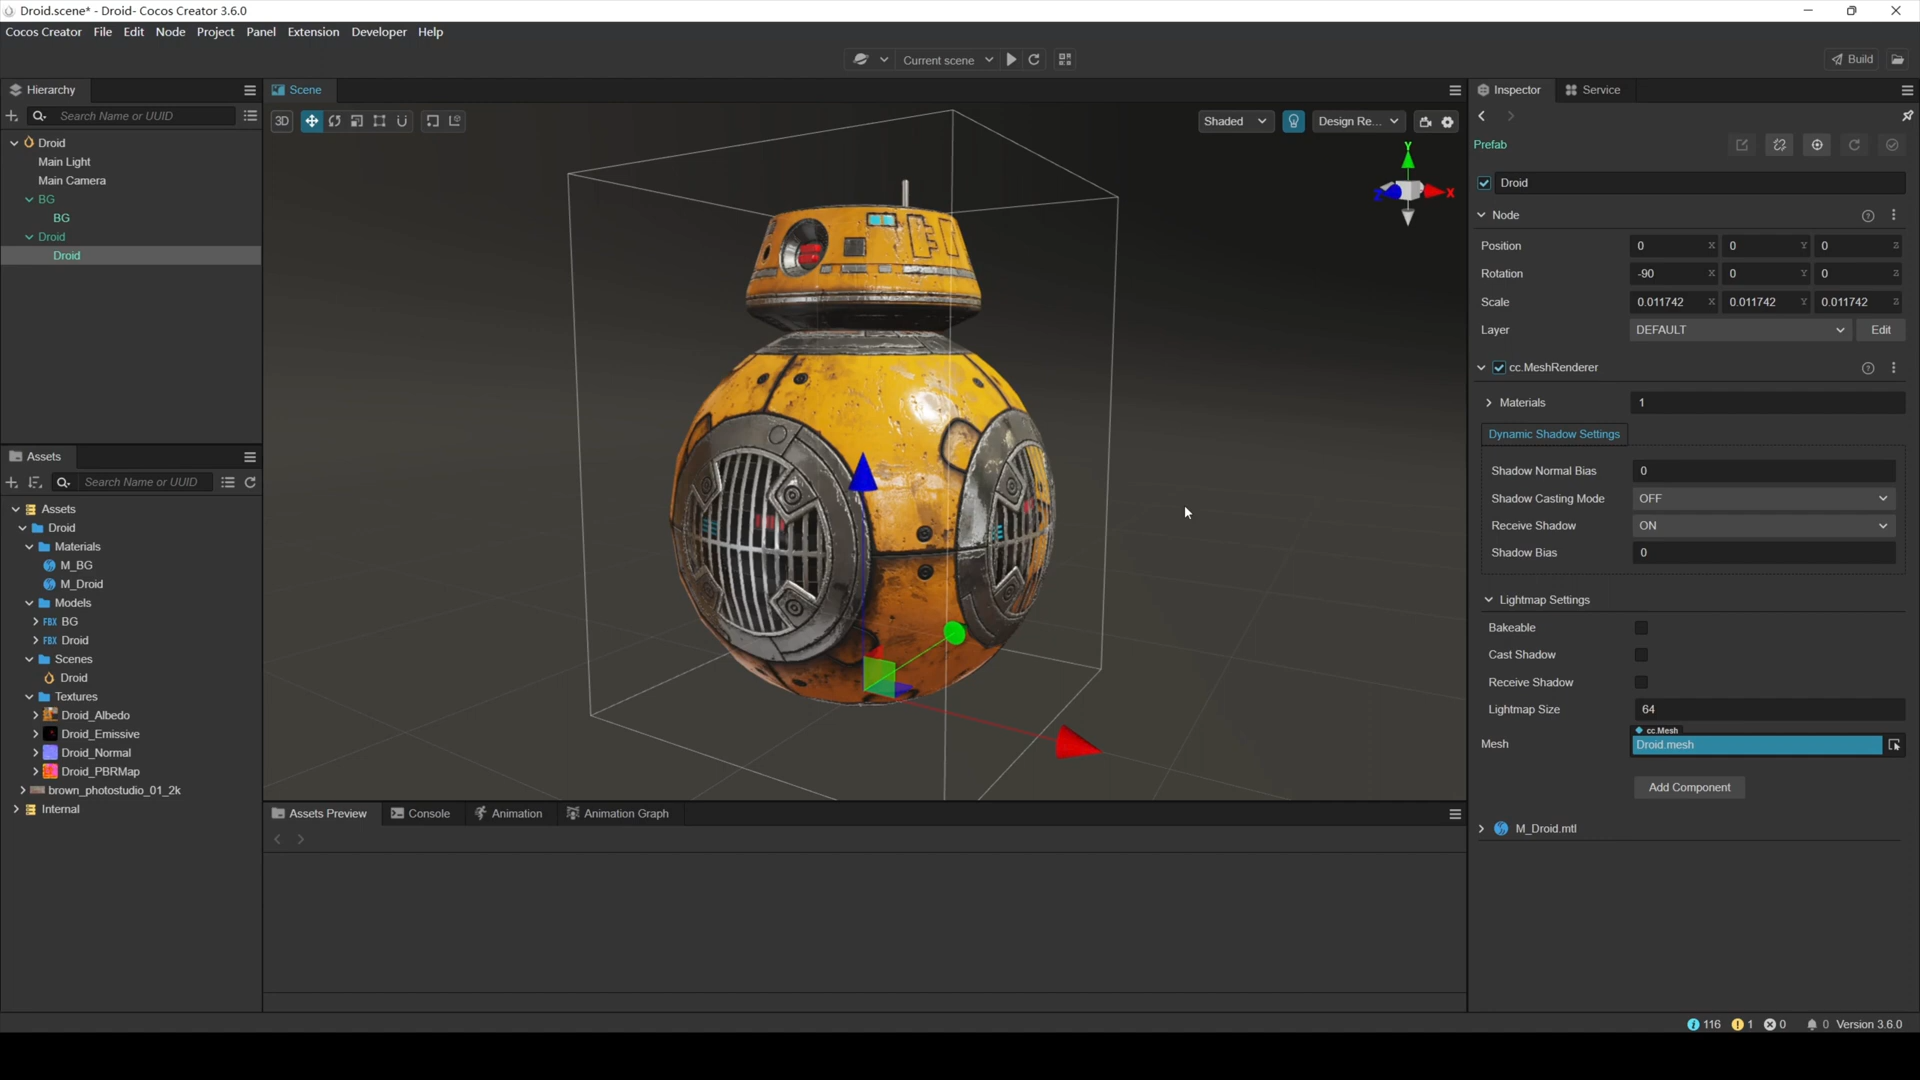 Droid.scene* - Droid- Cocos Creator 3.6.0
Cocos Creator File Edit Node Project Panel Extension Developer Help
Current scene
Build
Hierarchy
Search Name or UUID
Droid
Main Light
Main Camera
BG
BG
Droid
Droid
Assets
Search Name or UUID
Assets
Droid
Materials
M_BG
M_Droid
Models
FBX BG
FBX Droid
Scenes
Droid
Textures
Droid_Albedo
Droid_Emissive
Droid_Normal
Droid_PBRMap
brown_photostudio_01_2k
Internal
Scene
3D
Shaded
Design Re...
Y
X
Z
Assets Preview
Console
Animation
Animation Graph
Inspector
Service
Prefab
Droid
Node
Position 0 X 0 Y 0 Z
Rotation -90 X 0 Y 0 Z
Scale 0.011742 X 0.011742 Y 0.011742 Z
Layer DEFAULT Edit
cc.MeshRenderer
Materials 1
Dynamic Shadow Settings
Shadow Normal Bias 0
Shadow Casting Mode OFF
Receive Shadow ON
Shadow Bias 0
Lightmap Settings
Bakeable
Cast Shadow
Receive Shadow
Lightmap Size 64
cc.Mesh
Mesh Droid.mesh
Add Component
M_Droid.mtl
116 1 0 0 Version 3.6.0